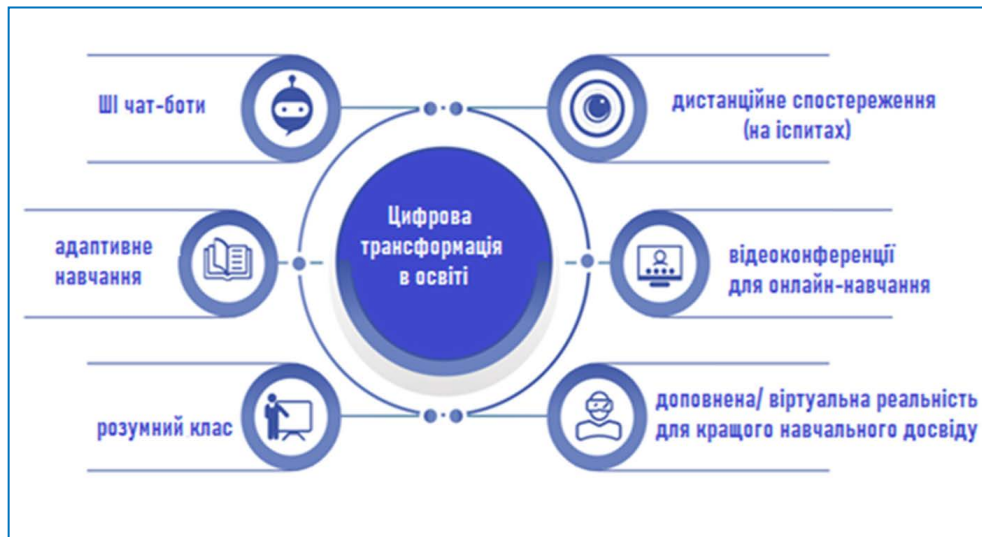 ШІ чат-боти
дистанційне спостереження
(на іспитах)
Цифрова
трансформація
в освіті
адаптивне
навчання
відеоконференції
для онлайн-навчання
розумний клас
доповнена/ віртуальна реальність
для кращого навчального досвіду